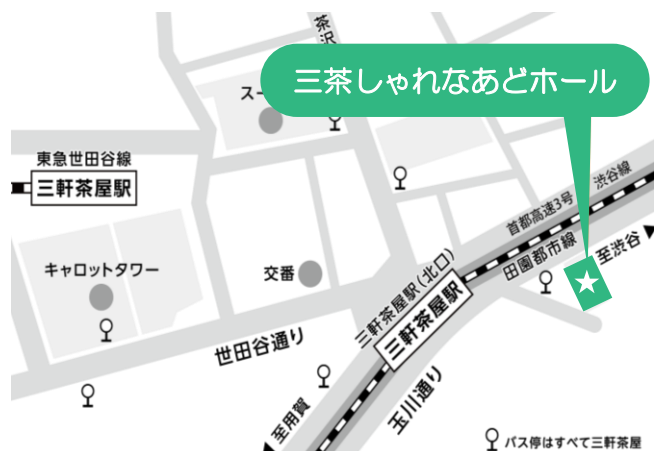 茶沢
三茶しゃれなあどホール
スー
東急世田谷線
三軒茶屋駅
首都高速3号 渋谷線
田園都市線
至渋谷
キャロットタワー
交番
三軒茶屋駅(北口)
三軒茶屋駅
世田谷通り
玉川通り
至用賀
バス停はすべて三軒茶屋